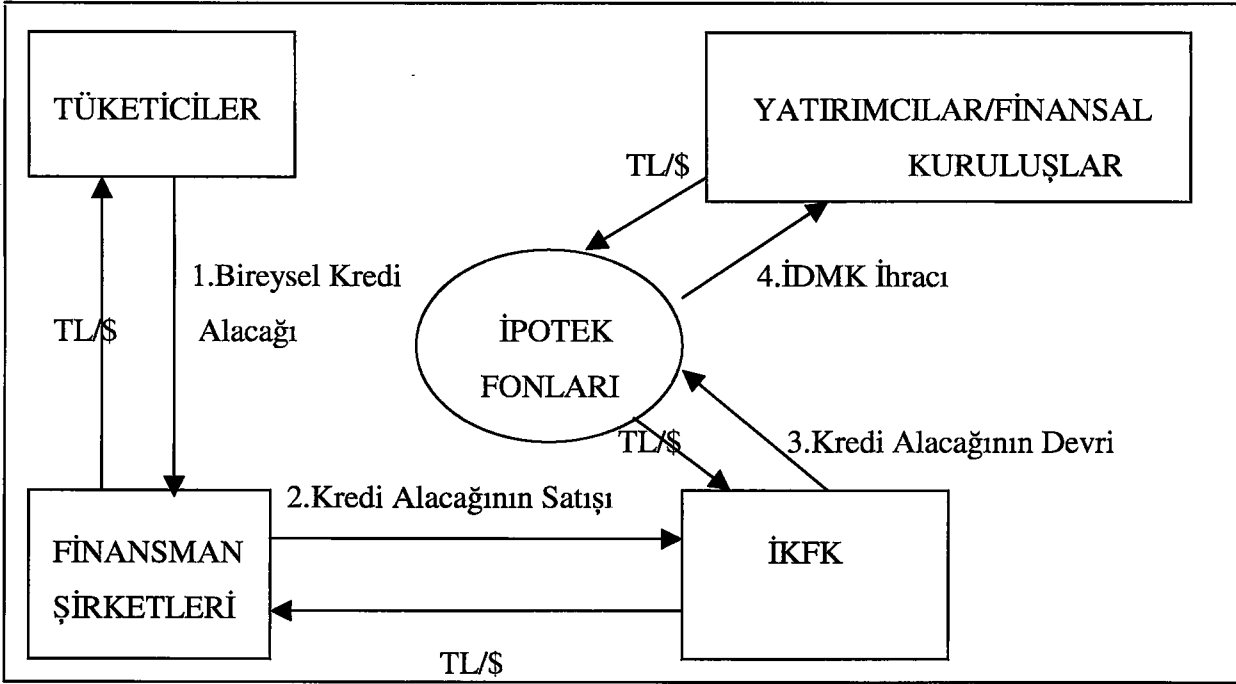 TÜKETİCİLER
YATIRIMCILAR/FİNANSAL
KURULUŞLAR
TL/$
1.Bireysel Kredi
Alacağı
TL/$
4.İDMK İhracı
İPOTEK
FONLARI
TL/$
3.Kredi Alacağının Devri
2.Kredi Alacağının Satışı
FİNANSMAN
ŞİRKETLERİ
İKFK
TL/$